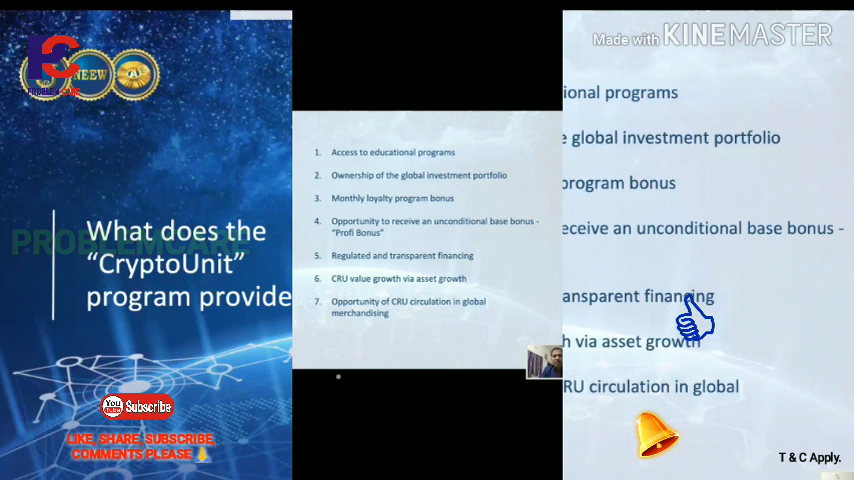 NEEW
PROBLEM CARE
PROBLEMCARE
What does the
“CryptoUnit”
program provide
You
Subscribe
LIKE, SHARE, SUBSCRIBE,
COMMENTS PLEASE
1. Access to educational programs
2. Ownership of the global investment portfolio
3. Monthly loyalty program bonus
4. Opportunity to receive an unconditional base bonus -
“Profi Bonus”
5. Regulated and transparent financing
6. CRU value growth via asset growth
7. Opportunity of CRU circulation in global
merchandising
Made with KINEMASTER
ional programs
e global investment portfolio
program bonus
eceive an unconditional base bonus -
ansparent financing
h via asset growth
CRU circulation in global
T & C Apply.